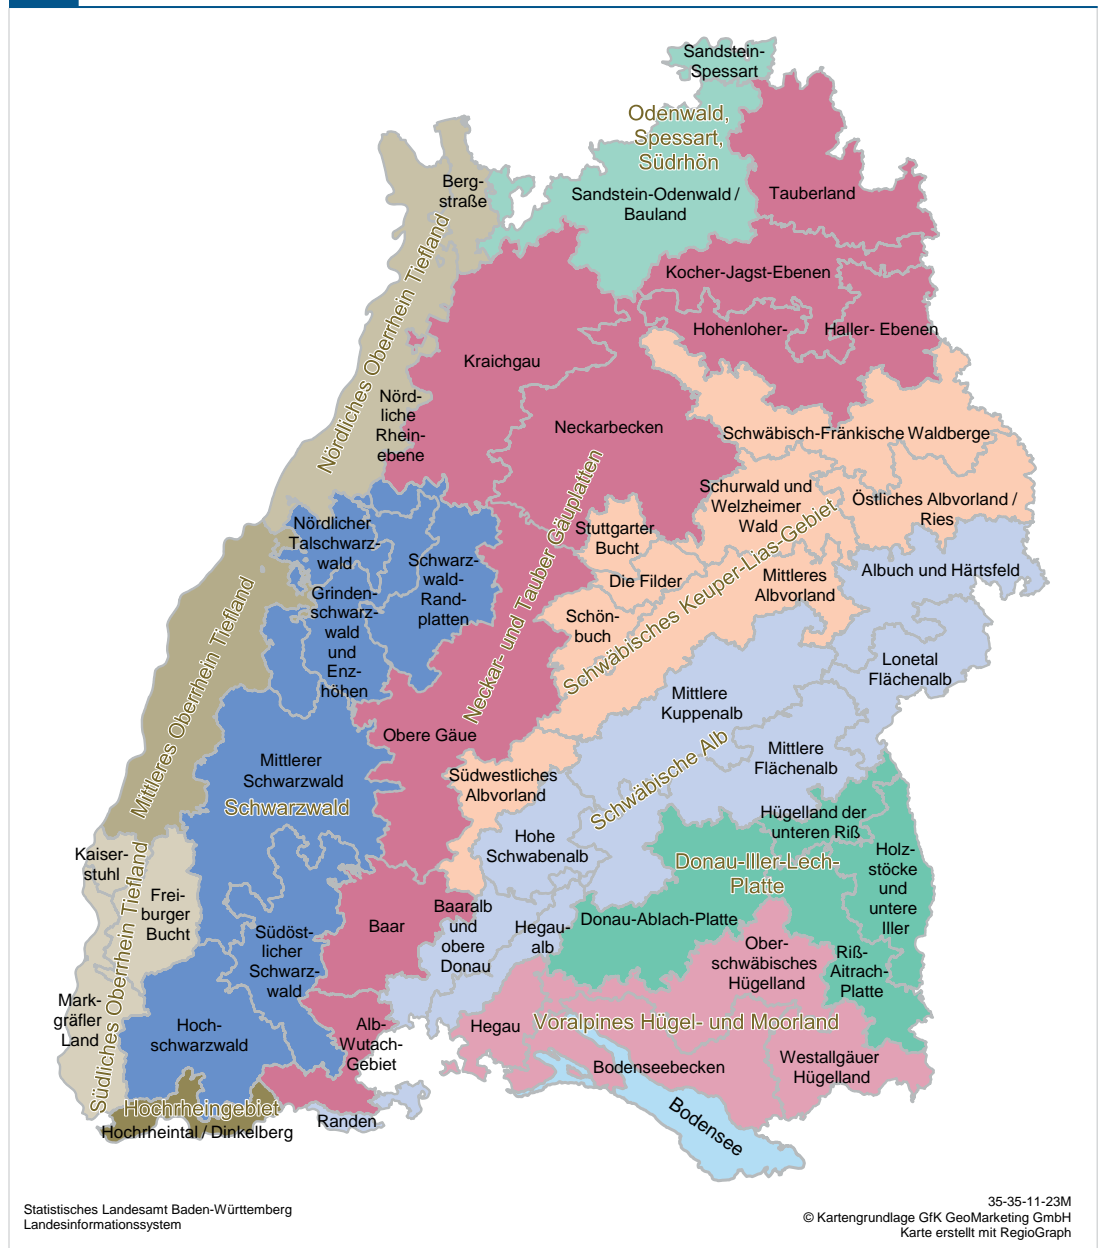 Sandstein-
Spessart
Odenwald,
Spessart,
Südrhön
Berg-
straße
Sandstein-Odenwald /
Bauland
Tauberland
Nördliches Oberrhein Tiefland
Kocher-Jagst-Ebenen
Hohenloher-
Haller- Ebenen
Kraichgau
Nörd-
liche
Rhein-
ebene
Neckarbecken
Schwäbisch-Fränkische Waldberge
Schurwald und
Welzheimer
Wald
Östliches Albvorland /
Ries
Neckar- und Tauber Gäuplatten
Stuttgarter
Bucht
Nördlicher
Talschwarz-
wald
Schwarz-
wald-
Rand-
platten
Die Filder
Schwäbisches Keuper-Lias-Gebiet
Mittleres
Albvorland
Albuch und Härtsfeld
Grinden-
schwarz-
wald
und
Enz-
höhen
Schön-
buch
Mittleres Oberrhein Tiefland
Lonetal
Flächenalb
Mittlere
Kuppenalb
Obere Gäue
Mittlere
Flächenalb
Mittlerer
Schwarzwald
Schwarzwald
Südwestliches
Albvorland
Schwäbische Alb
Hügelland der
unteren Riß
Hohe
Schwabenalb
Donau-Iller-Lech-
Platte
Holz-
stöcke
und
untere
Iller
Kaiser-
stuhl
Frei-
burger
Bucht
Südliches Oberrhein Tiefland
Baar
Baaralb
und
obere
Donau
Hegau-
alb
Donau-Ablach-Platte
Südöst-
licher
Schwarz-
wald
Ober-
schwäbisches
Hügelland
Riß-
Aitrach-
Platte
Mark-
gräfler
Land
Hoch-
schwarzwald
Alb-
Wutach-
Gebiet
Hegau
Voralpines Hügel- und Moorland
Bodenseebecken
Westallgäuer
Hügelland
Hochrheingebiet
Hochrheintal / Dinkelberg
Randen
Bodensee
Statistisches Landesamt Baden-Württemberg
Landesinformationssystem
35-35-11-23M
© Kartengrundlage GfK GeoMarketing GmbH
Karte erstellt mit RegioGraph